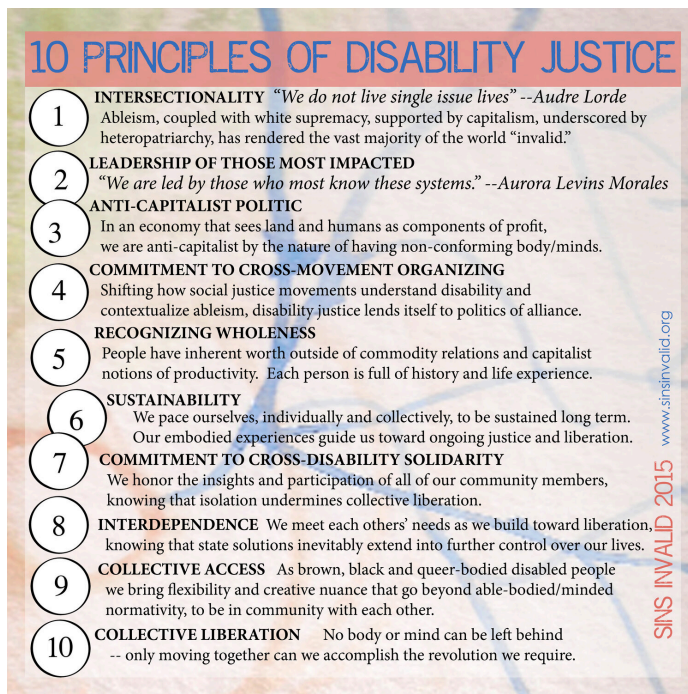 10 PRINCIPLES OF DISABILITY JUSTICE
1
INTERSECTIONALITY “We do not live single issue lives” --Audre Lorde
Ableism, coupled with white supremacy, supported by capitalism, underscored by
heteropatriarchy, has rendered the vast majority of the world “invalid.”
2
LEADERSHIP OF THOSE MOST IMPACTED
“We are led by those who most know these systems.” --Aurora Levins Morales
3
ANTI-CAPITALIST POLITIC
In an economy that sees land and humans as components of profit,
we are anti-capitalist by the nature of having non-conforming body/minds.
4
COMMITMENT TO CROSS-MOVEMENT ORGANIZING
Shifting how social justice movements understand disability and
contextualize ableism, disability justice lends itself to politics of alliance.
5
RECOGNIZING WHOLENESS
People have inherent worth outside of commodity relations and capitalist
notions of productivity. Each person is full of history and life experience.
6
SUSTAINABILITY
We pace ourselves, individually and collectively, to be sustained long term.
Our embodied experiences guide us toward ongoing justice and liberation.
7
COMMITMENT TO CROSS-DISABILITY SOLIDARITY
We honor the insights and participation of all of our community members,
knowing that isolation undermines collective liberation.
8
INTERDEPENDENCE We meet each others’ needs as we build toward liberation,
knowing that state solutions inevitably extend into further control over our lives.
9
COLLECTIVE ACCESS As brown, black and queer-bodied disabled people
we bring flexibility and creative nuance that go beyond able-bodied/minded
normativity, to be in community with each other.
10
COLLECTIVE LIBERATION No body or mind can be left behind
-- only moving together can we accomplish the revolution we require.
SINS INVALID 2015 www.sinsinvalid.org